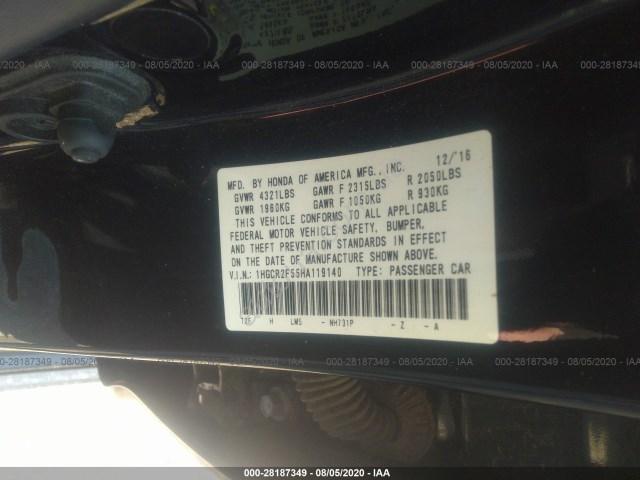 000-28187349 - 08/05/2020 - IAA
MFD. BY HONDA OF AMERICA MFG., INC. 12/'16
GVWR 4321LBS GAWR F 2315LBS R 2050LBS
GVWR 1960KG GAWR F 1050KG R 930KG
THIS VEHICLE CONFORMS TO ALL APPLICABLE
FEDERAL MOTOR VEHICLE SAFETY, BUMPER,
AND THEFT PREVENTION STANDARDS IN EFFECT
ON THE DATE OF MANUFACTURE SHOWN ABOVE.
V.I.N.: 1HGCR2F55HA119140 TYPE: PASSENGER CAR
H LM5 - NH731P - Z - A
000-28187349 - 08/05/2020 - IAA